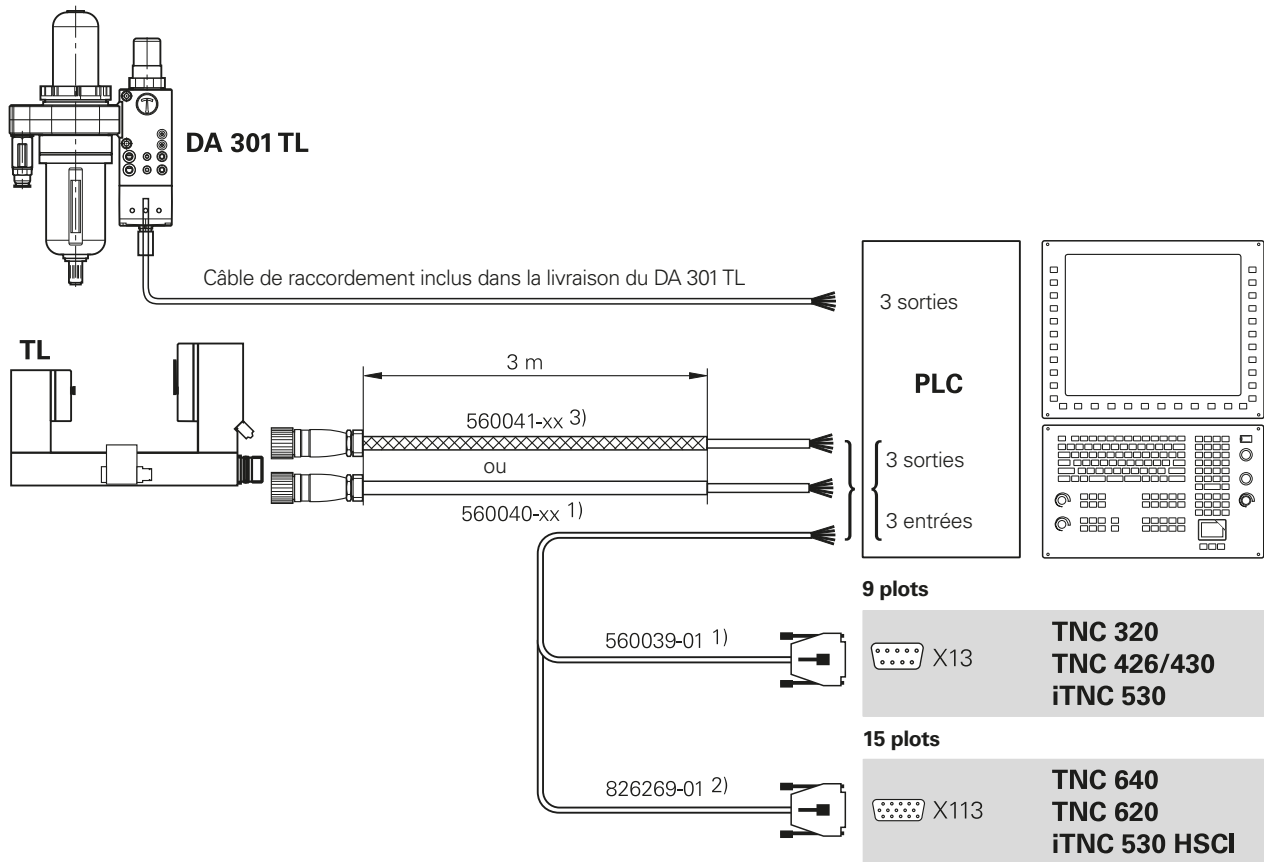 DA 301 TL
Câble de raccordement inclus dans la livraison du DA 301 TL
3 sorties
TL
3 m
PLC
560041-xx 3)
ou
3 sorties
560040-xx 1)
3 entrées
9 plots
560039-01 1)
X13
TNC 320
TNC 426/430
iTNC 530
15 plots
826269-01 2)
X113
TNC 640
TNC 620
iTNC 530 HSCI